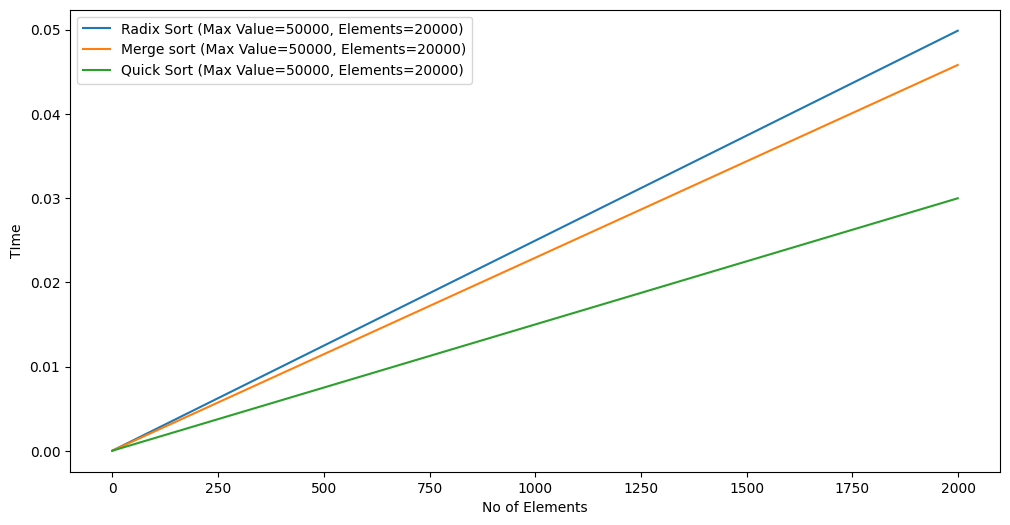 Radix Sort (Max Value=50000, Elements=20000)
Merge sort (Max Value=50000, Elements=20000)
Quick Sort (Max Value=50000, Elements=20000)
0.05
0.04
0.03
0.02
0.01
0.00
TIme
0 250 500 750 1000 1250 1500 1750 2000
No of Elements